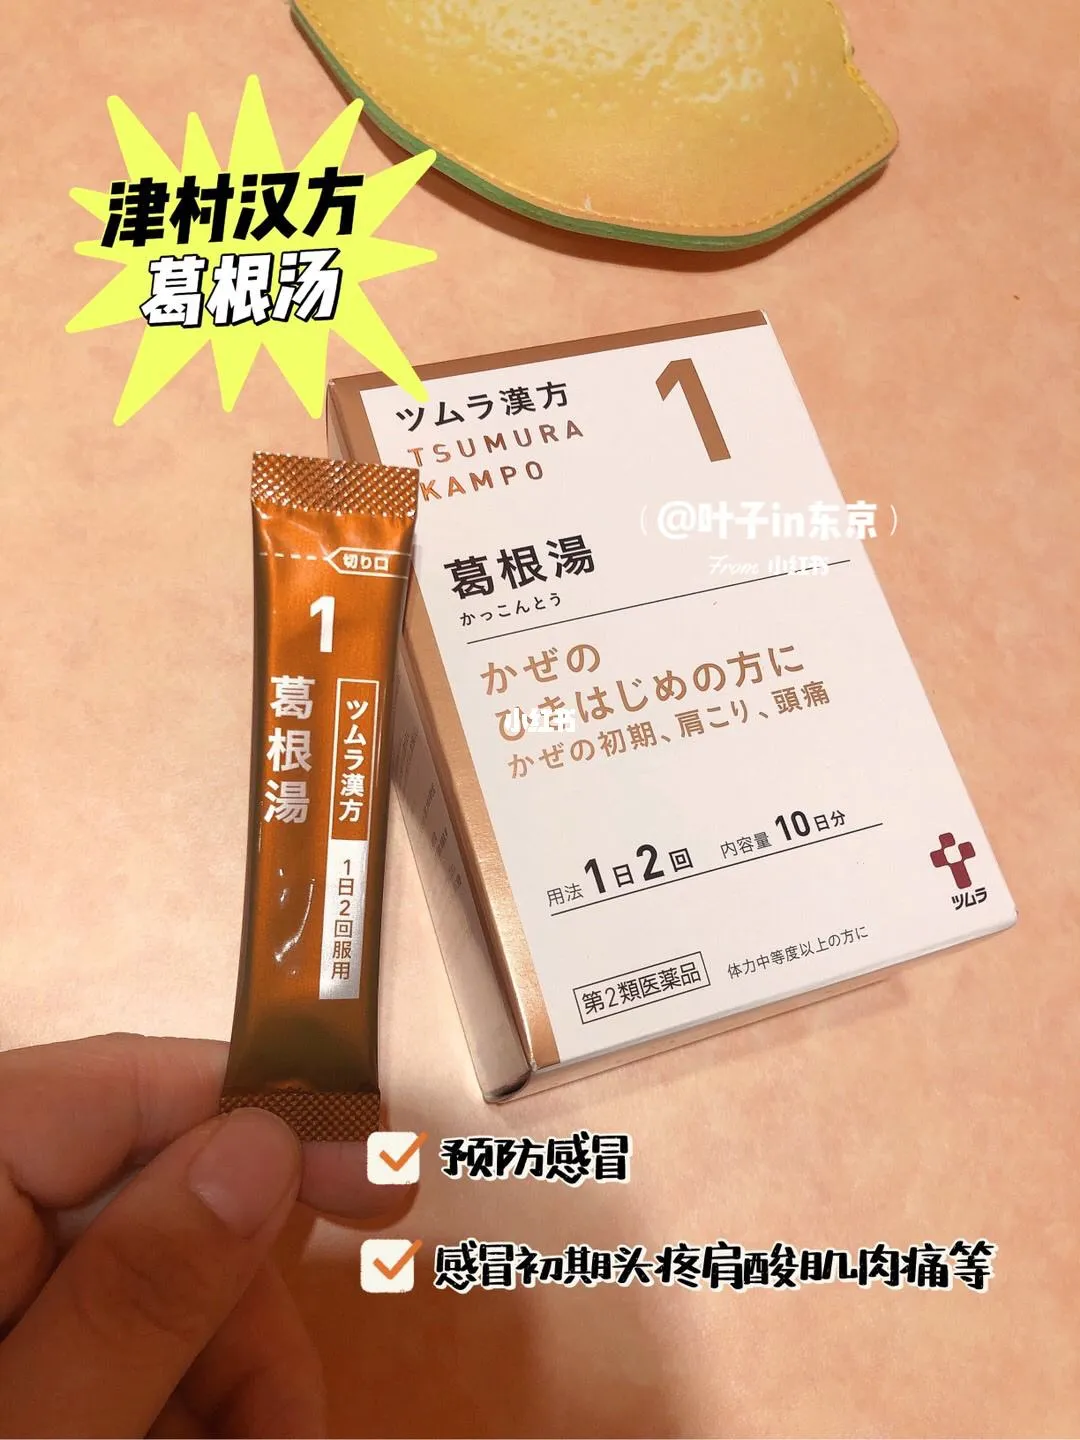 津村汉方
葛根汤
ツムラ漢方
TSUMURA
KAMPO
1
(@叶子in东京)
From 小红书
葛根湯
かっこんとう
かぜの
ひきはじめの方に
小红书
かぜの初期、肩こり、頭痛
用法 1日2回 内容量 10日分
ツムラ
第2類医薬品
体力中等度以上の方に
切り口
1
葛根湯
ツムラ漢方
1日2回服用
预防感冒
感冒初期头疼肩酸肌肉痛等